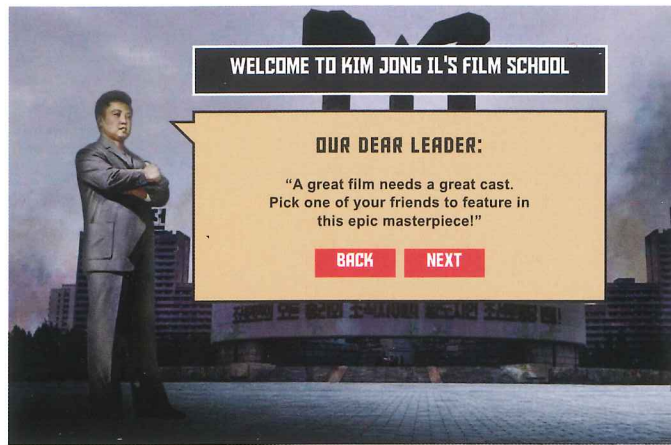 WELCOME TO KIM JONG IL'S FILM SCHOOL
OUR DEAR LEADER:
“A great film needs a great cast.
Pick one of your friends to feature in
this epic masterpiece!”
BACK
NEXT